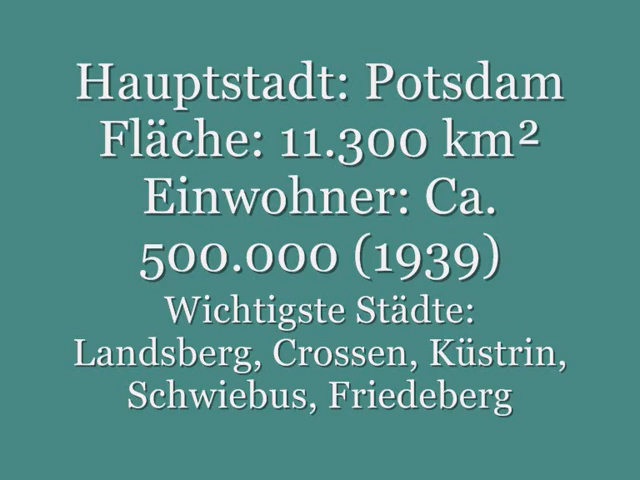 Hauptstadt: Potsdam
Fläche: 11.300 km²
Einwohner: Ca.
500.000 (1939)
Wichtigste Städte:
Landsberg, Crossen, Küstrin,
Schwiebus, Friedeberg